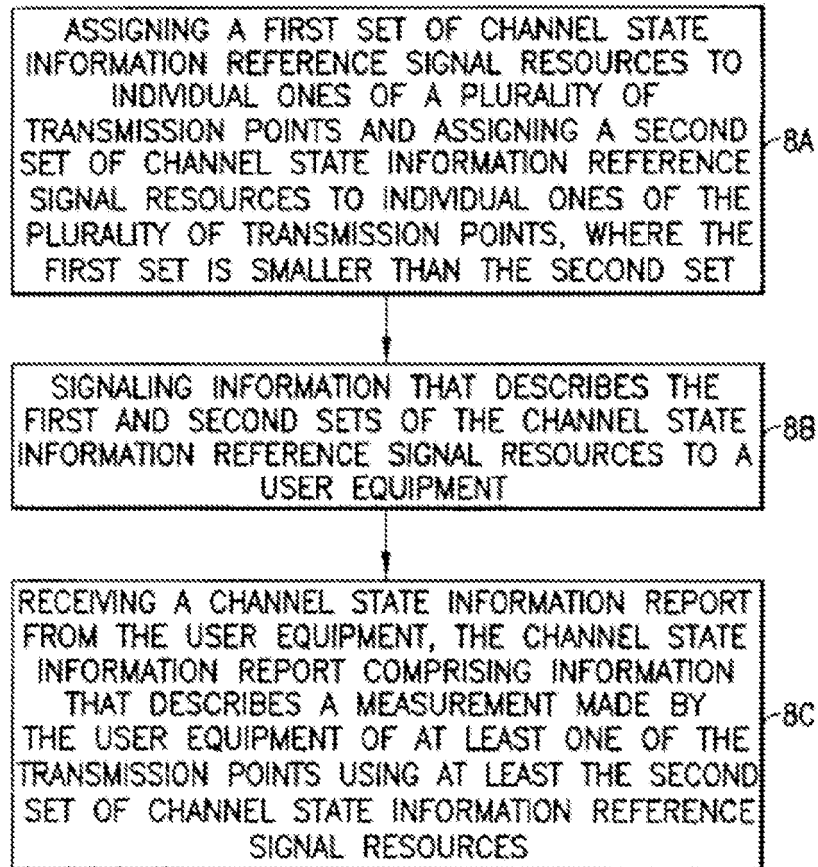 ASSIGNING A FIRST SET OF CHANNEL STATE
INFORMATION REFERENCE SIGNAL RESOURCES TO
INDIVIDUAL ONES OF A PLURALITY OF
TRANSMISSION POINTS AND ASSIGNING A SECOND
SET OF CHANNEL STATE INFORMATION REFERENCE
SIGNAL RESOURCES TO INDIVIDUAL ONES OF THE
PLURALITY OF TRANSMISSION POINTS, WHERE THE
FIRST SET IS SMALLER THAN THE SECOND SET
8A
SIGNALING INFORMATION THAT DESCRIBES THE
FIRST AND SECOND SETS OF THE CHANNEL STATE
INFORMATION REFERENCE SIGNAL RESOURCES TO A
USER EQUIPMENT
8B
RECEIVING A CHANNEL STATE INFORMATION REPORT
FROM THE USER EQUIPMENT, THE CHANNEL STATE
INFORMATION REPORT COMPRISING INFORMATION
THAT DESCRIBES A MEASUREMENT MADE BY
THE USER EQUIPMENT OF AT LEAST ONE OF THE
TRANSMISSION POINTS USING AT LEAST THE SECOND
SET OF CHANNEL STATE INFORMATION REFERENCE
SIGNAL RESOURCES
8C